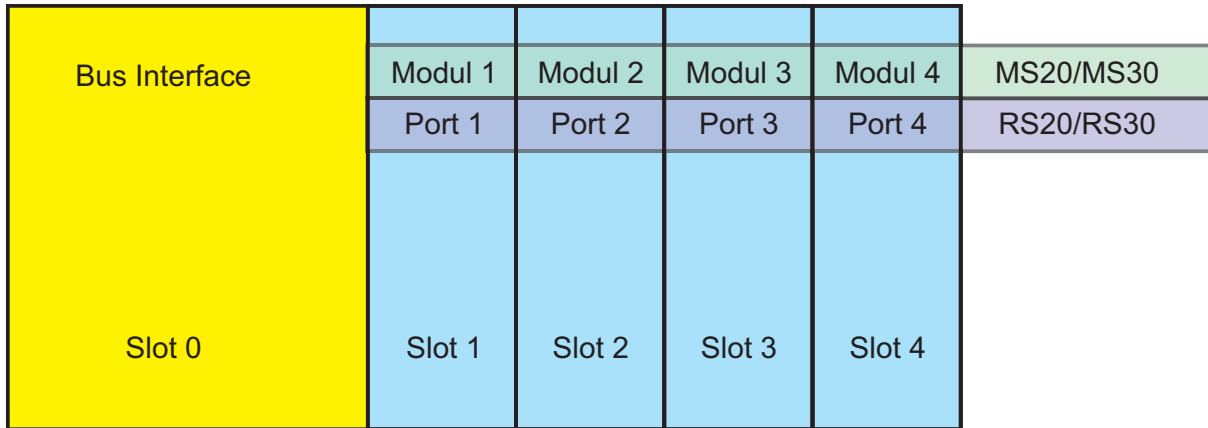 Bus Interface Modul 1 Modul 2 Modul 3 Modul 4 MS20/MS30
Port 1 Port 2 Port 3 Port 4 RS20/RS30
Slot 0 Slot 1 Slot 2 Slot 3 Slot 4